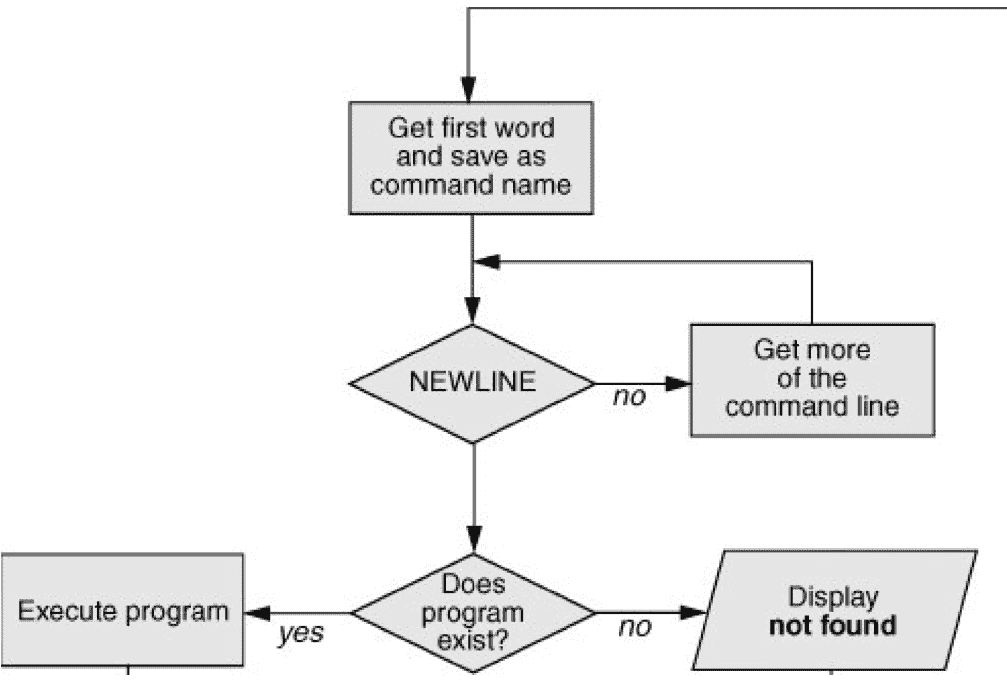 Get first word
and save as
command name
NEWLINE
no
Get more
of the
command line
Execute program
yes
Does
program
exist?
no
Display
not found